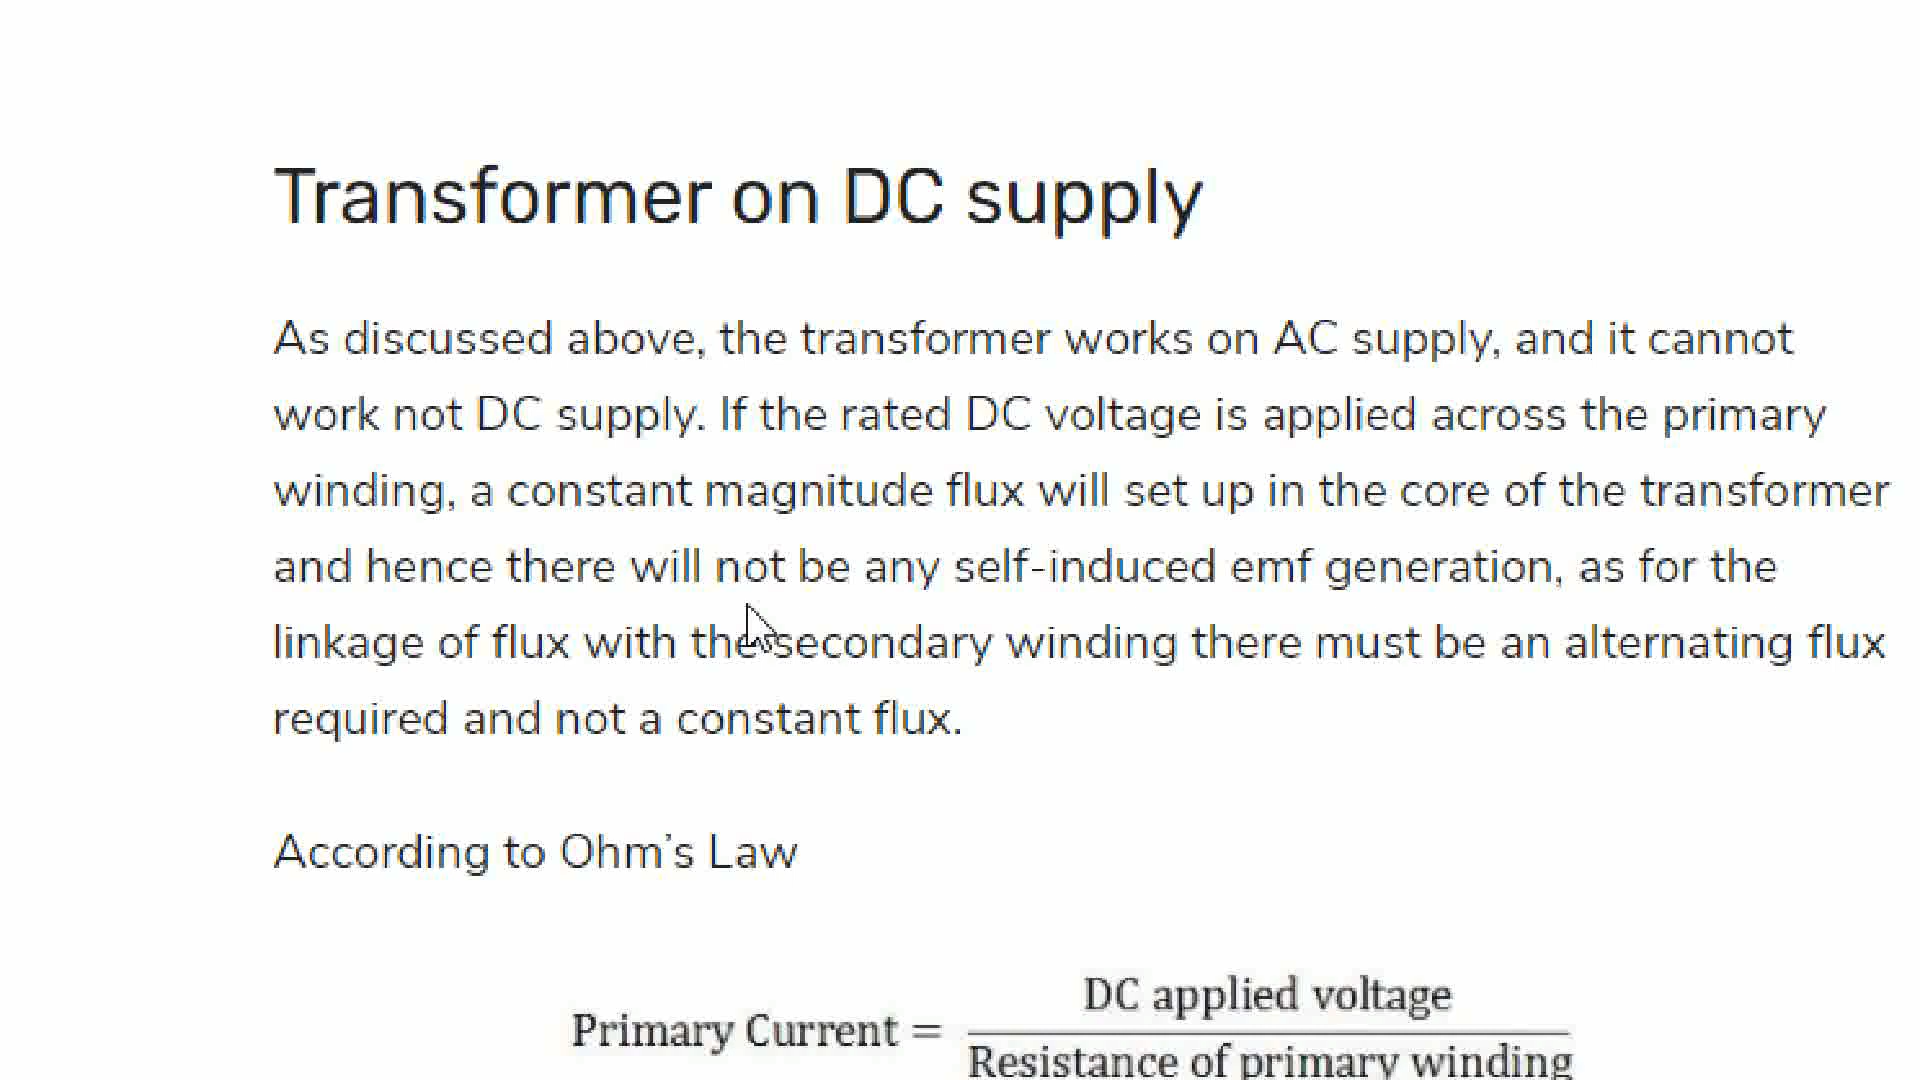 Transformer on DC supply
As discussed above, the transformer works on AC supply, and it cannot
work not DC supply. If the rated DC voltage is applied across the primary
winding, a constant magnitude flux will set up in the core of the transformer
and hence there will not be any self-induced emf generation, as for the
linkage of flux with the secondary winding there must be an alternating flux
required and not a constant flux.
According to Ohm’s Law
DC applied voltage
Primary Current =
Resistance of primary winding